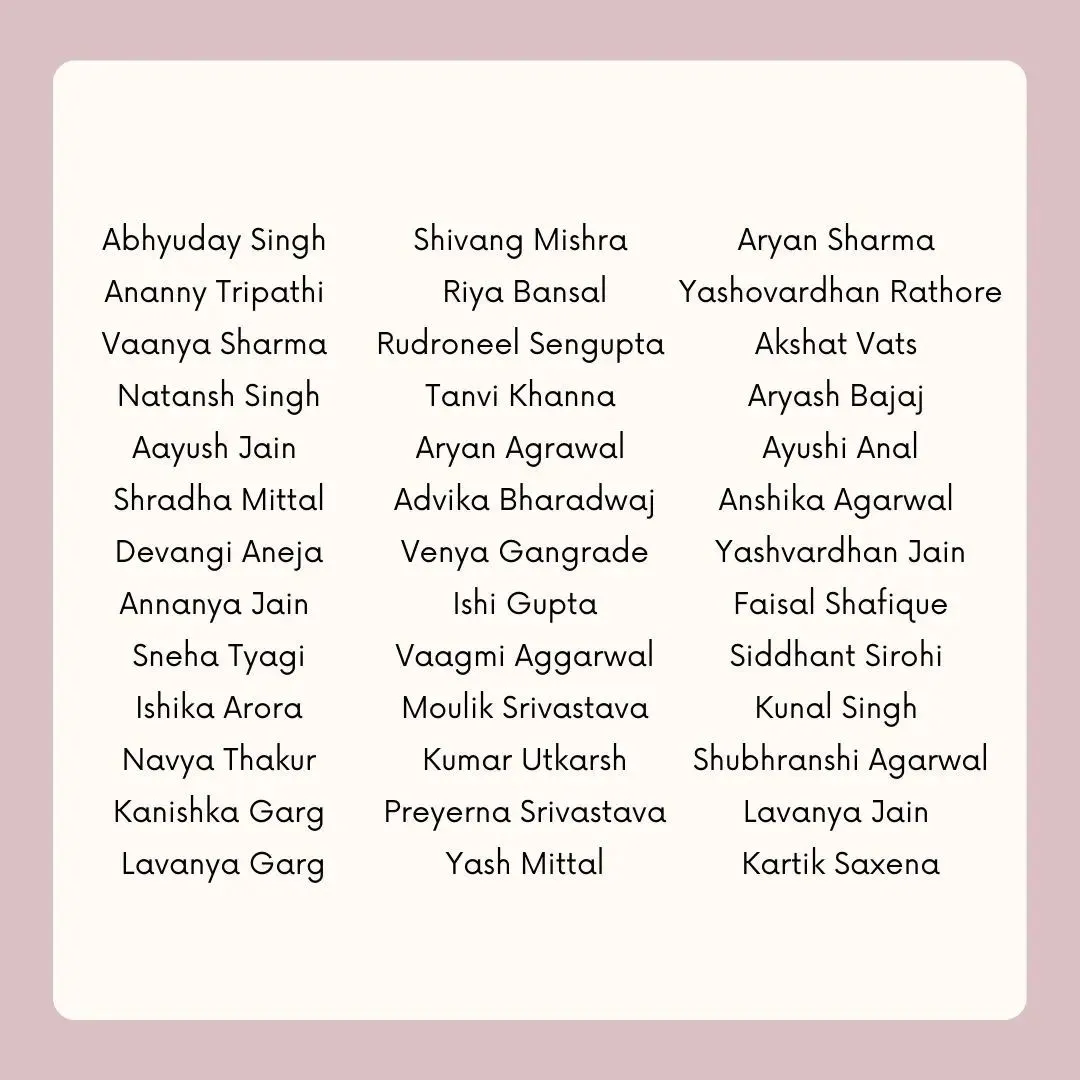 Abhyuday Singh
Ananny Tripathi
Vaanya Sharma
Natansh Singh
Aayush Jain
Shradha Mittal
Devangi Aneja
Annanya Jain
Sneha Tyagi
Ishika Arora
Navya Thakur
Kanishka Garg
Lavanya Garg
Shivang Mishra
Riya Bansal
Rudroneel Sengupta
Tanvi Khanna
Aryan Agrawal
Advika Bharadwaj
Venya Gangrade
Ishi Gupta
Vaagmi Aggarwal
Moulik Srivastava
Kumar Utkarsh
Preyerna Srivastava
Yash Mittal
Aryan Sharma
Yashovardhan Rathore
Akshat Vats
Aryash Bajaj
Ayushi Anal
Anshika Agarwal
Yashvardhan Jain
Faisal Shafique
Siddhant Sirohi
Kunal Singh
Shubhranshi Agarwal
Lavanya Jain
Kartik Saxena